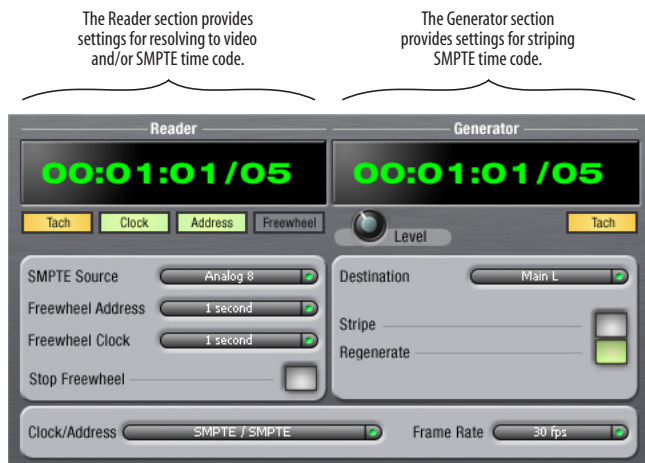 The Reader section provides
settings for resolving to video
and/or SMPTE time code.
The Generator section
provides settings for striping
SMPTE time code.
Reader
00:01:01/05
Tach Clock Address Freewheel
SMPTE Source Analog 8
Freewheel Address 1 second
Freewheel Clock 1 second
Stop Freewheel
Generator
00:01:01/05
Level Tach
Destination Main L
Stripe
Regenerate
Clock/Address SMPTE / SMPTE Frame Rate 30 fps